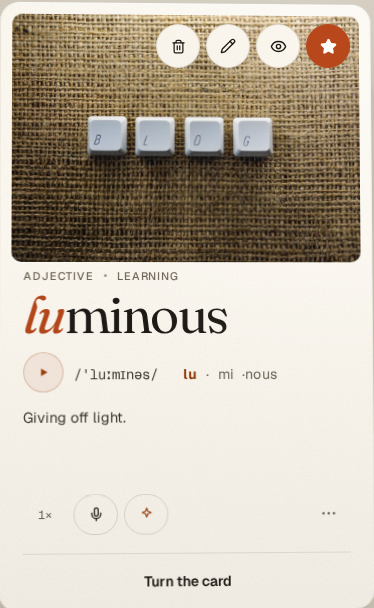 B L O G
ADJECTIVE • LEARNING
luminous
/ˈluːmɪnəs/ lu · mi ·nous
Giving off light.
1×
Turn the card